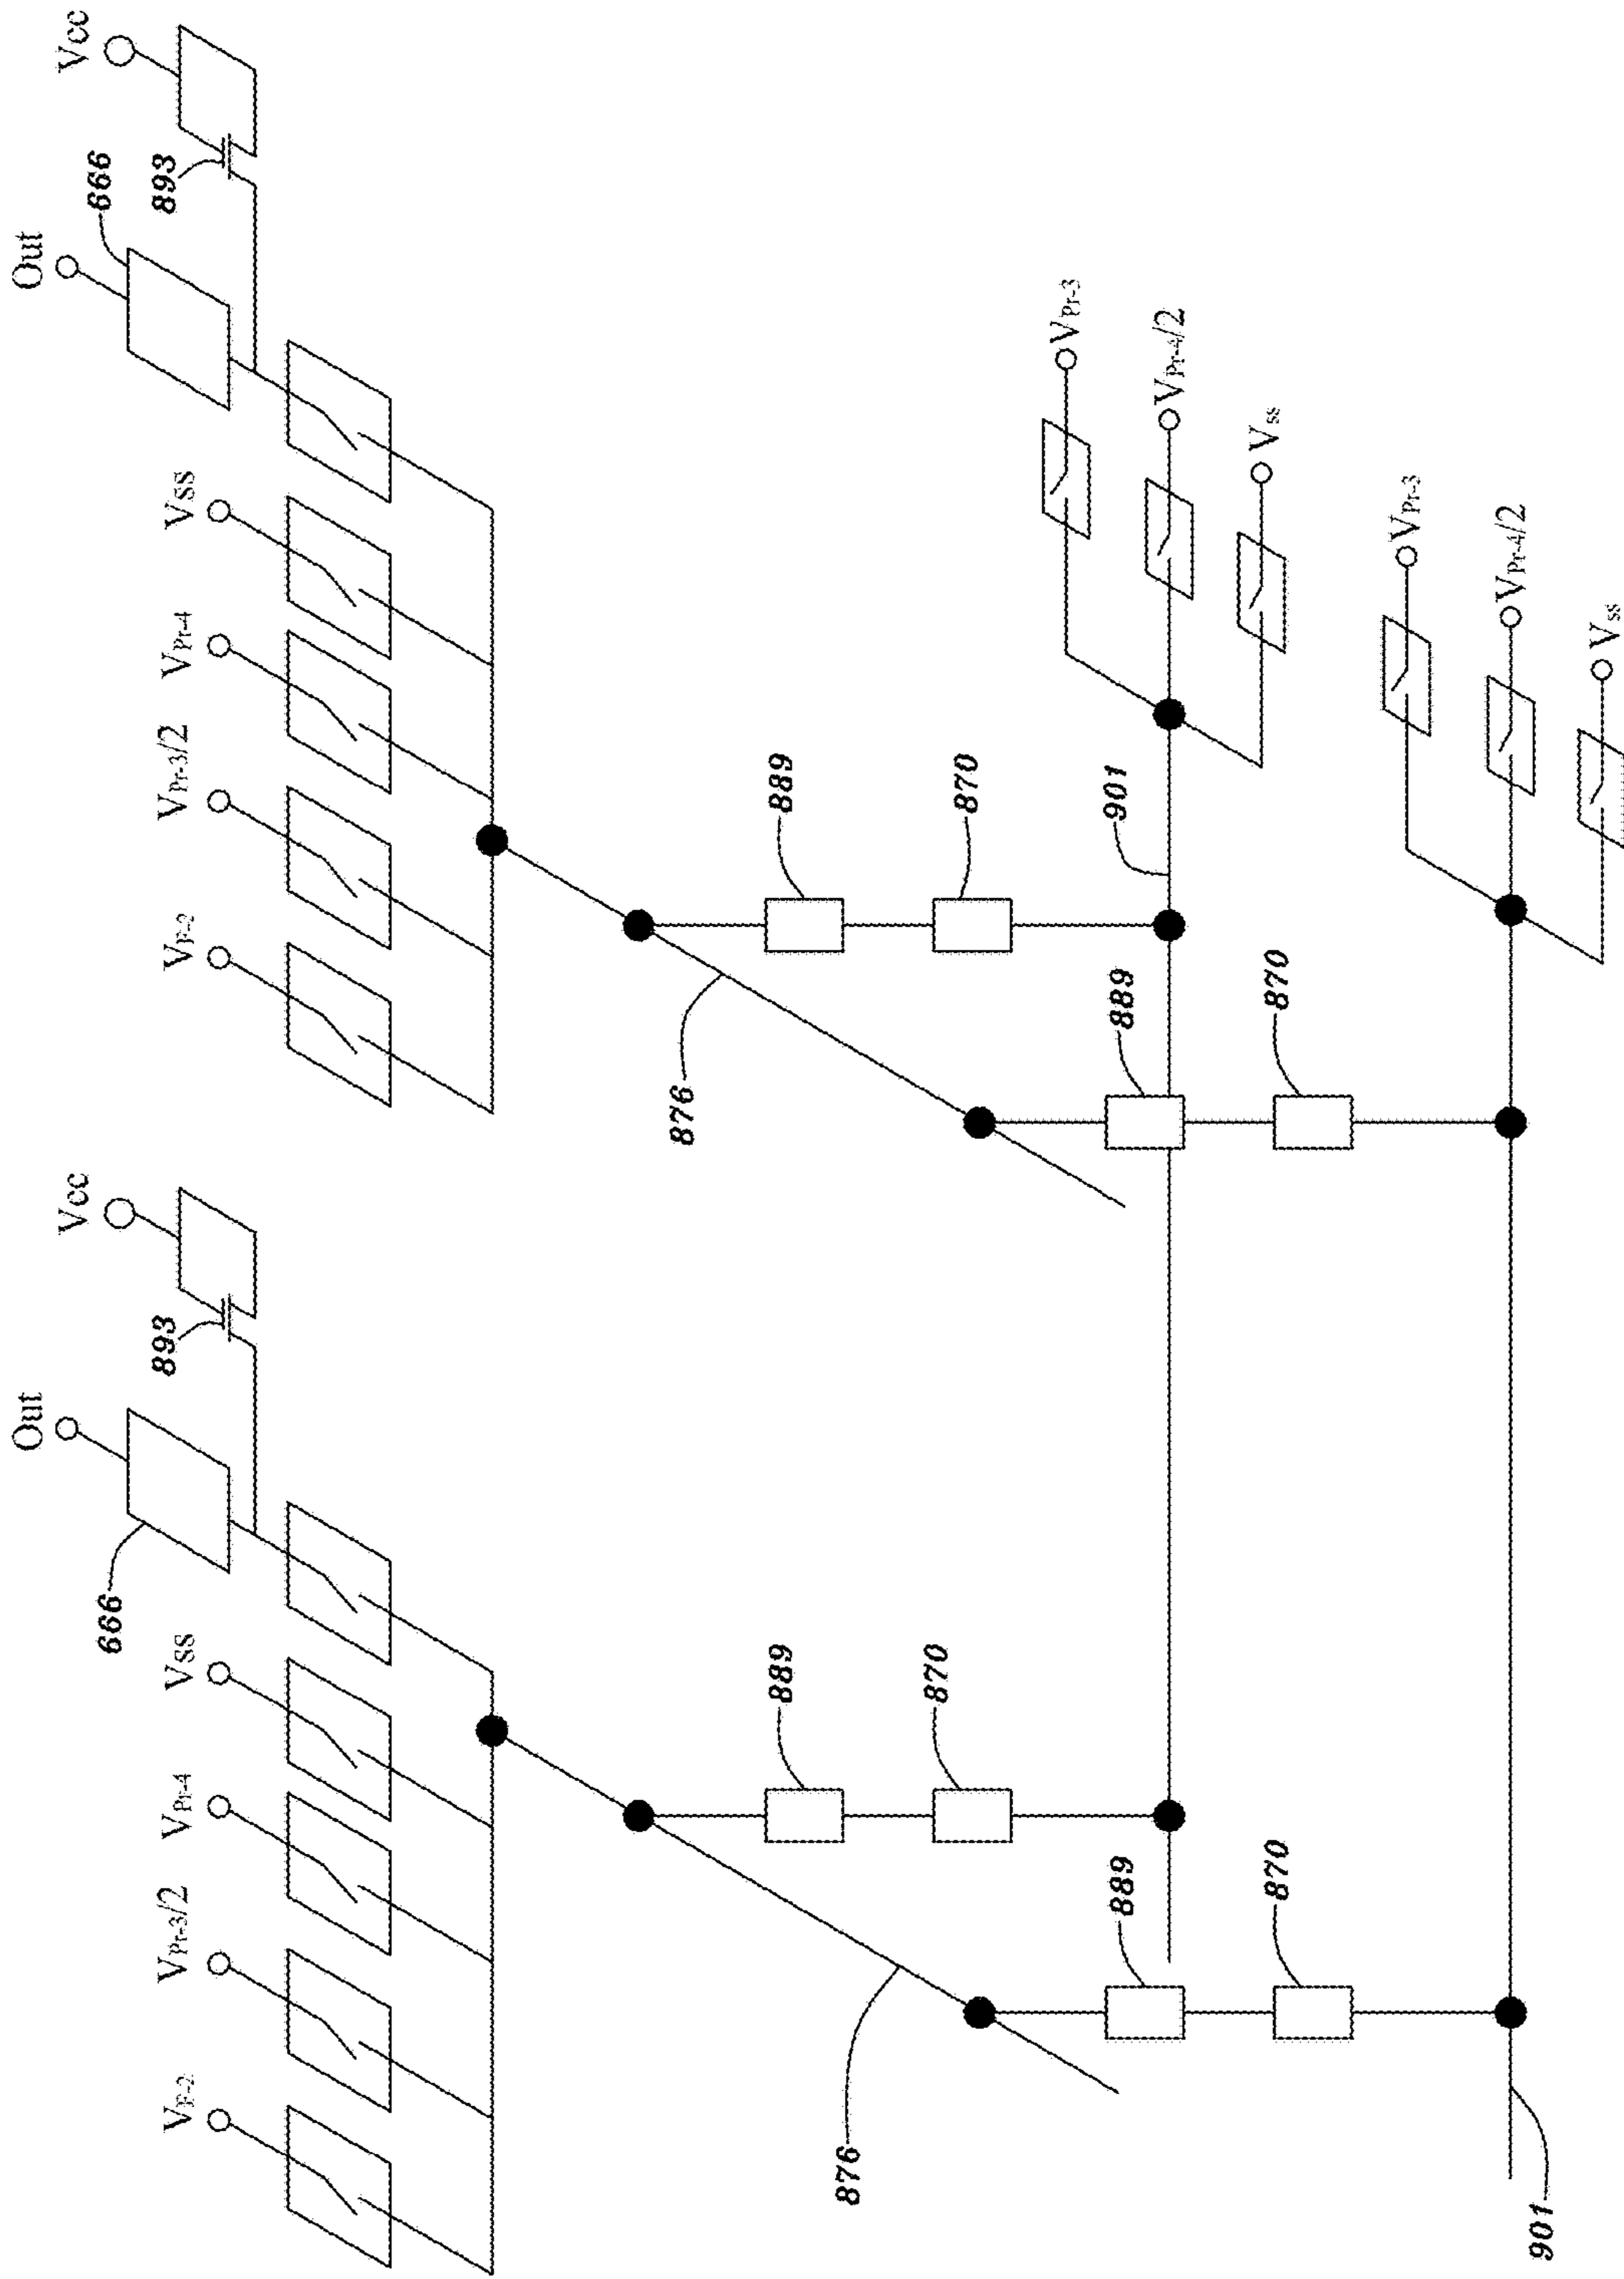 Out
Out
Vcc
Vcc
666
666
893
893
VF-2
VPr-3/2
VPr-4
Vss
VF-2
VPr-3/2
VPr-4
Vss
876
889
889
876
870
870
VPr-3
889
889
901
VPr-4/2
Vss
870
870
VPr-3
VPr-4/2
901
Vss